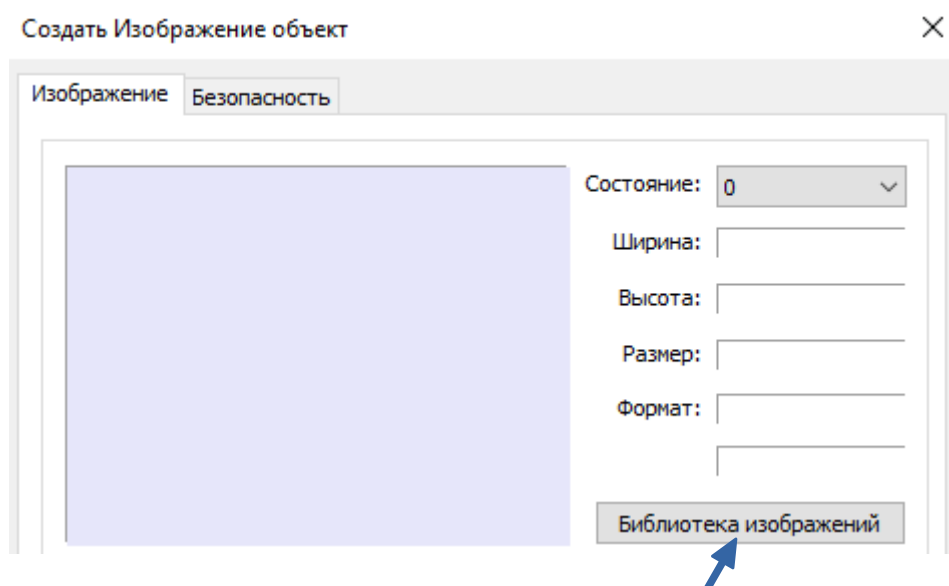 Создать Изображение объект
Изображение Безопасность
Состояние: 0
Ширина:
Высота:
Размер:
Формат:
Библиотека изображений